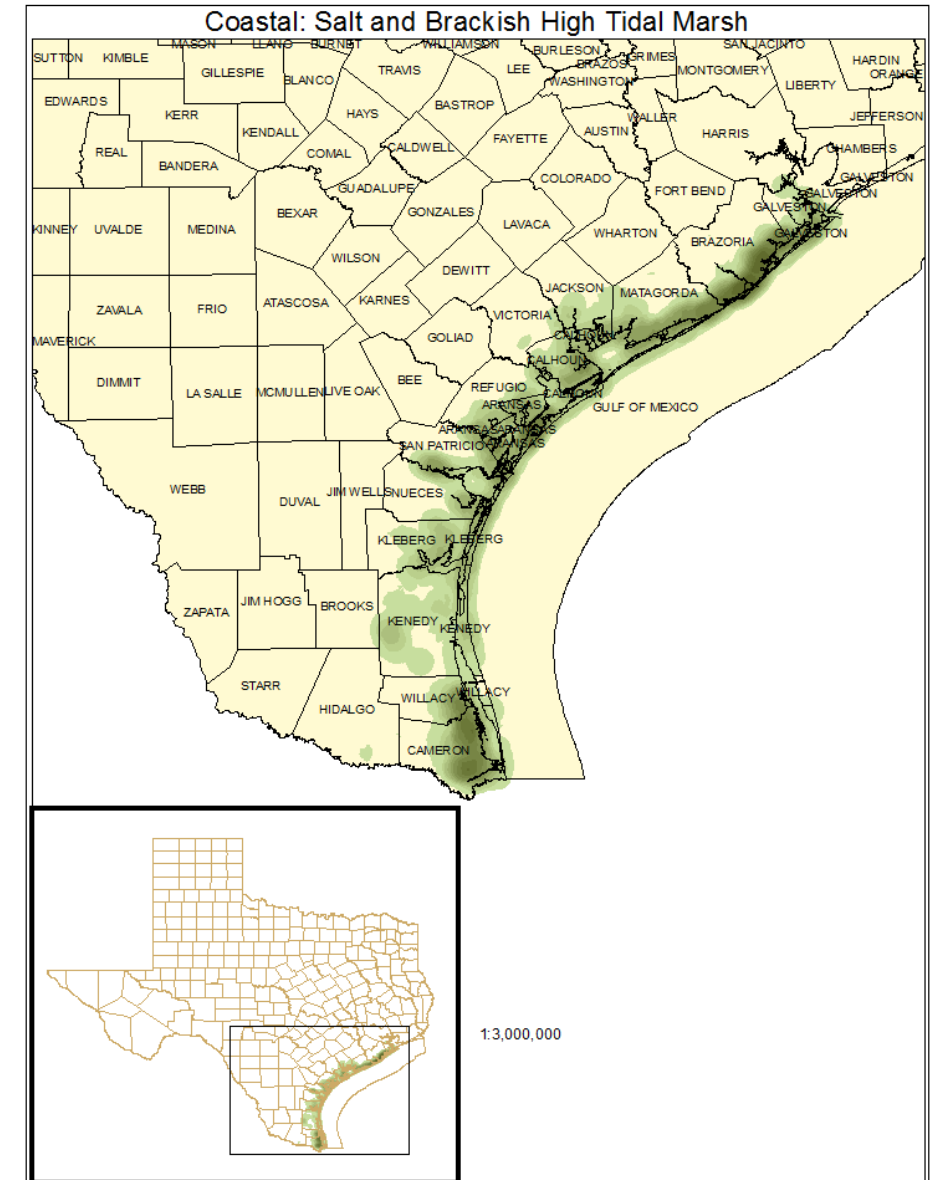 Coastal: Salt and Brackish High Tidal Marsh
MASON LLANO BURNET WILLIAMSON BURLESON GRIMES SAN JACINTO
SUTTON KIMBLE GILLESPIE BLANCO TRAVIS LEE BRAZOS MONTGOMERY LIBERTY HARDIN
ORANGE
EDWARDS KERR HAYS BASTROP WASHINGTON
KENDALL CALDWELL FAYETTE AUSTIN WALLER HARRIS JEFFERSON
REAL BANDERA COMAL CHAMBERS
GUADALUPE COLORADO FORT BEND GALVESTON
GALVESTON
BEXAR GONZALES LAVACA GALVESTON
KINNEY UVALDE MEDINA WHARTON BRAZORIA GALVESTON
WILSON DEWITT
ZAVALA FRIO ATASCOSA KARNES JACKSON MATAGORDA
VICTORIA
MAVERICK GOLIAD CALHOUN
CALHOUN
DIMMIT LA SALLE MCMULLEN LIVE OAK BEE REFUGIO CALHOUN
ARANSAS GULF OF MEXICO
ARANSAS ARANSAS
SAN PATRICIO ARANSAS
WEBB DUVAL JIM WELLS NUECES
KLEBERG KLEBERG
ZAPATA JIM HOGG BROOKS KENEDY KENEDY
STARR HIDALGO WILLACY WILLACY
CAMERON
1:3,000,000